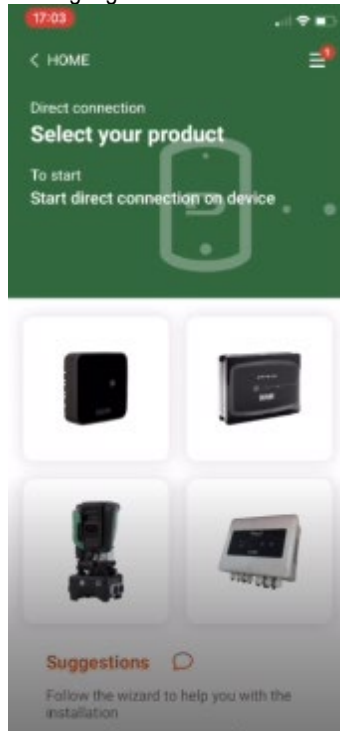 17:03
< HOME
1
Direct connection
Select your product
To start
Start direct connection on device
Suggestions
Follow the wizard to help you with the
installation